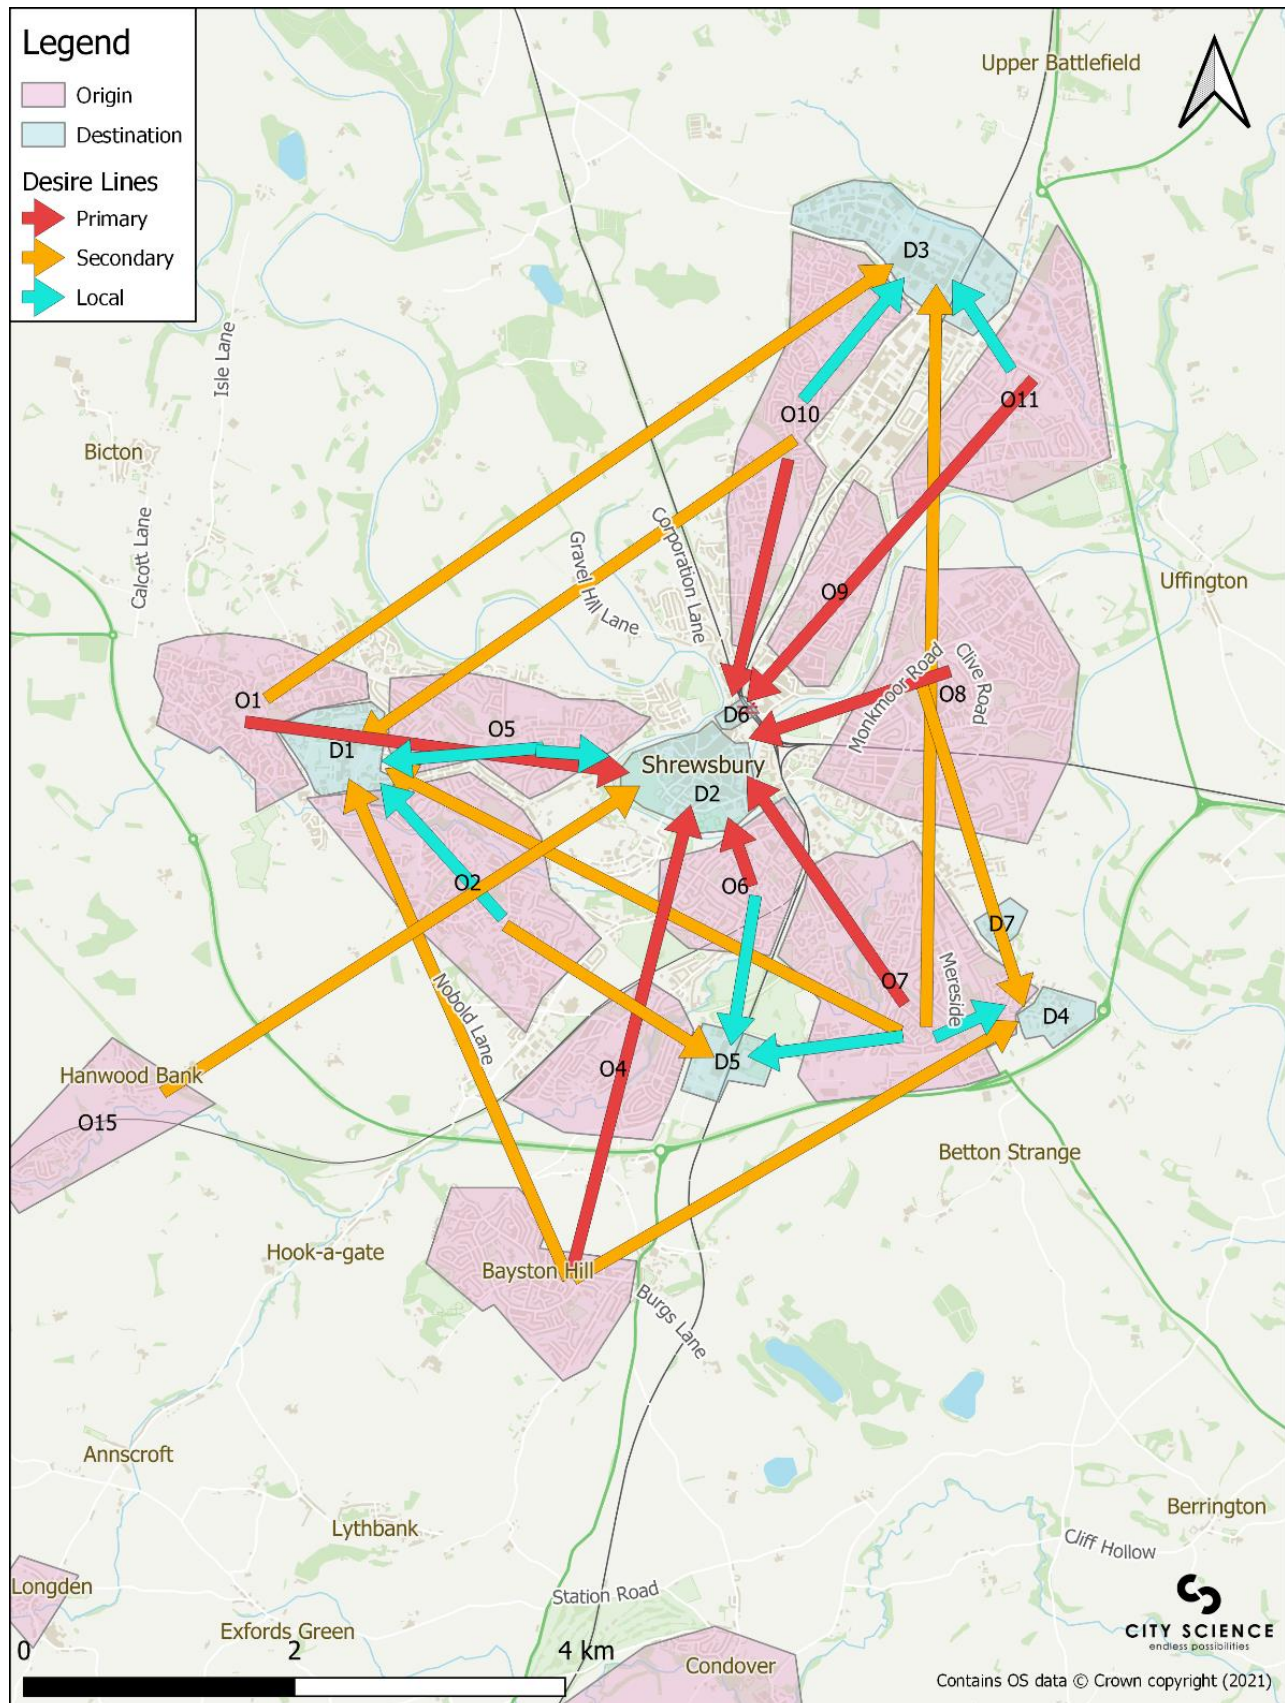 Legend
Origin
Destination
Desire Lines
Primary
Secondary
Local
Upper Battlefield
D3
Isle Lane
O11
O10
Bicton
Calcott Lane
Corporation Lane
Gravel Hill Lane
Uffington
O9
Monkmoor Road
Clive Road
O8
O1
O5
D6
D1
Shrewsbury
D2
O2
O6
D7
O7
Mereside
Nobold Lane
D4
Hanwood Bank
O4
D5
O15
Betton Strange
Hook-a-gate
Bayston Hill
Burgs Lane
Annscroft
Berrington
Lythbank
Cliff Hollow
Longden
Station Road
Exfords Green
CITY SCIENCE
endless possibilities
0 2 4 km
Condover
Contains OS data © Crown copyright (2021)